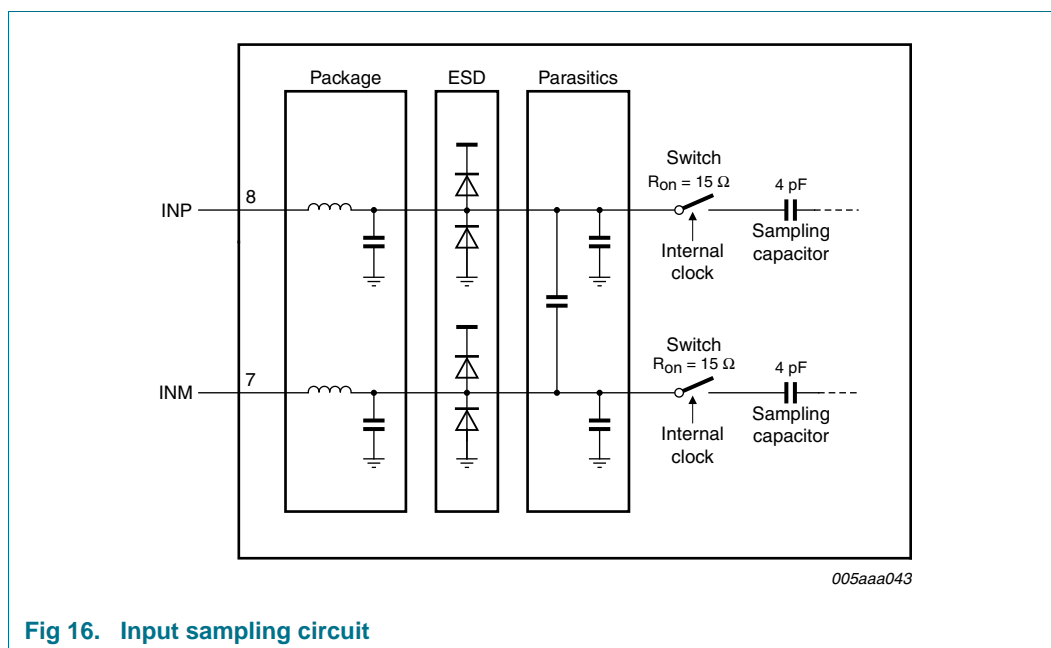 Package
ESD
Parasitics
Switch
Ron = 15 Ω
4 pF
INP
8
Internal
clock
Sampling
capacitor
Switch
Ron = 15 Ω
4 pF
INM
7
Internal
clock
Sampling
capacitor
005aaa043
Fig 16. Input sampling circuit